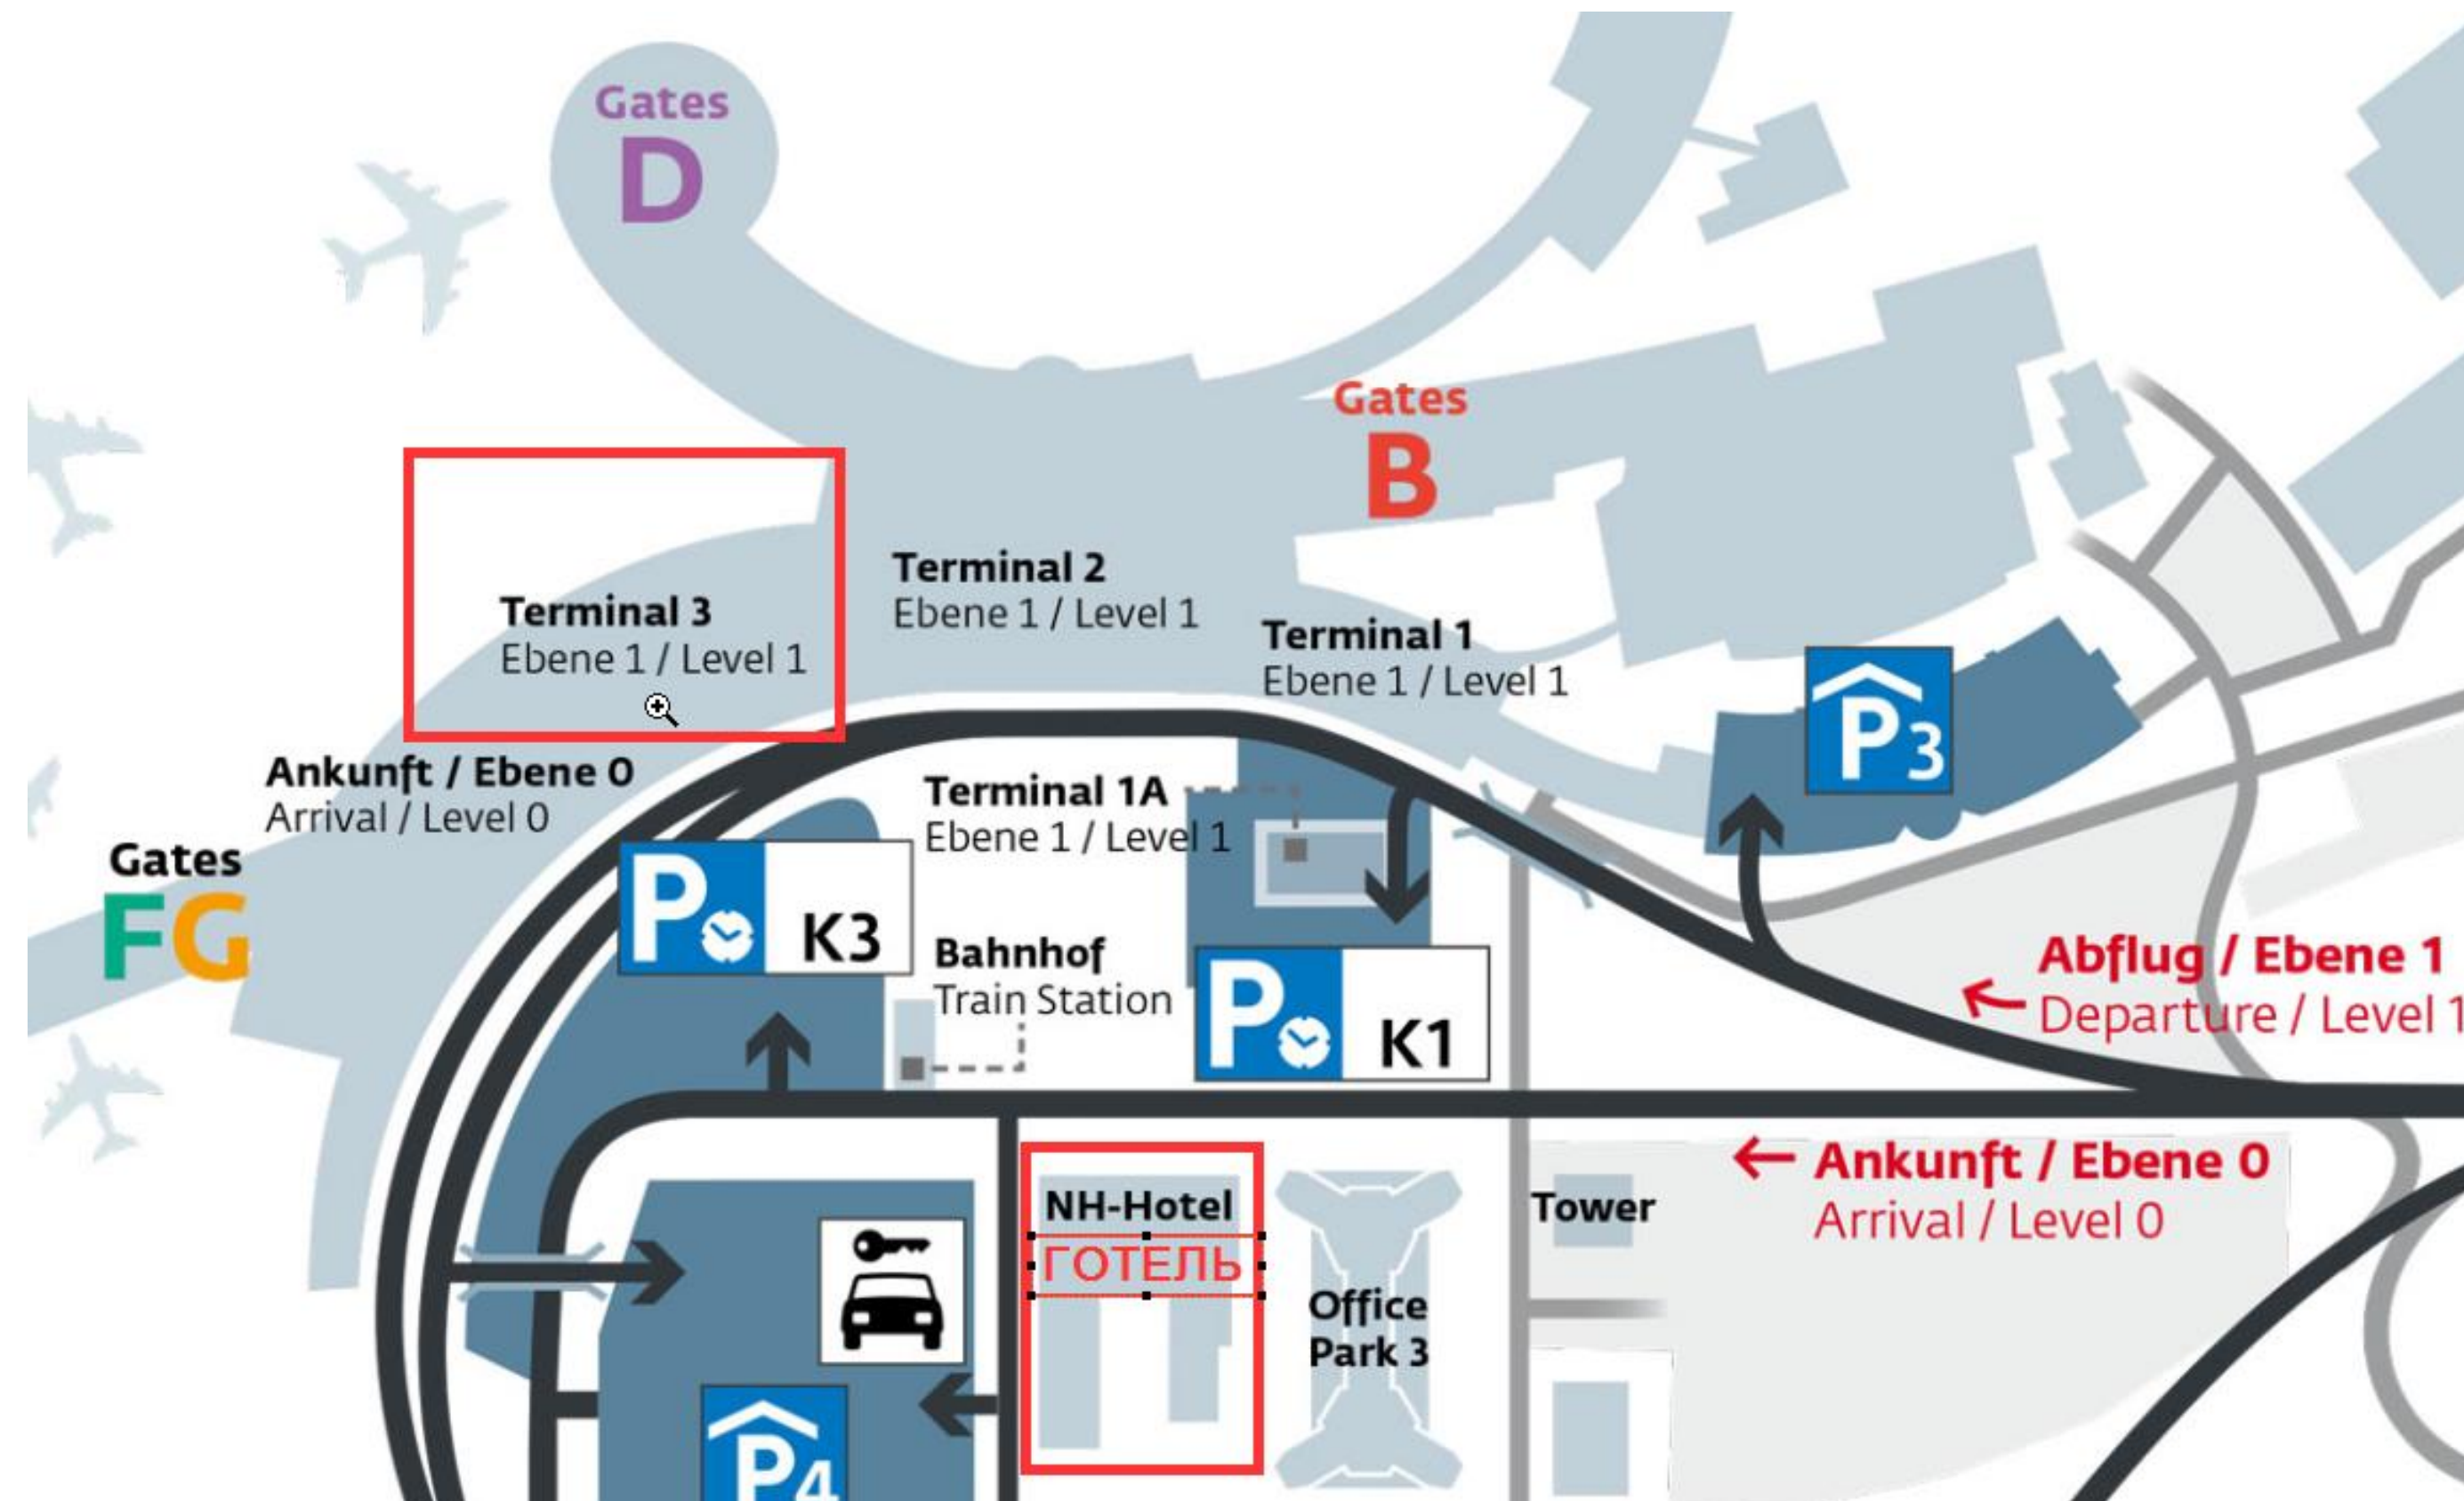 Gates
D
Gates
B
Terminal 2
Ebene 1 / Level 1
Terminal 3
Ebene 1 / Level 1
Terminal 1
Ebene 1 / Level 1
P3
Ankunft / Ebene 0
Arrival / Level 0
Terminal 1A
Ebene 1 / Level 1
Gates
FG
P K3
Bahnhof
Train Station
P K1
Abflug / Ebene 1
Departure / Level 1
Ankunft / Ebene 0
Arrival / Level 0
NH-Hotel
ГОТЕЛЬ
Tower
Office
Park 3
P4